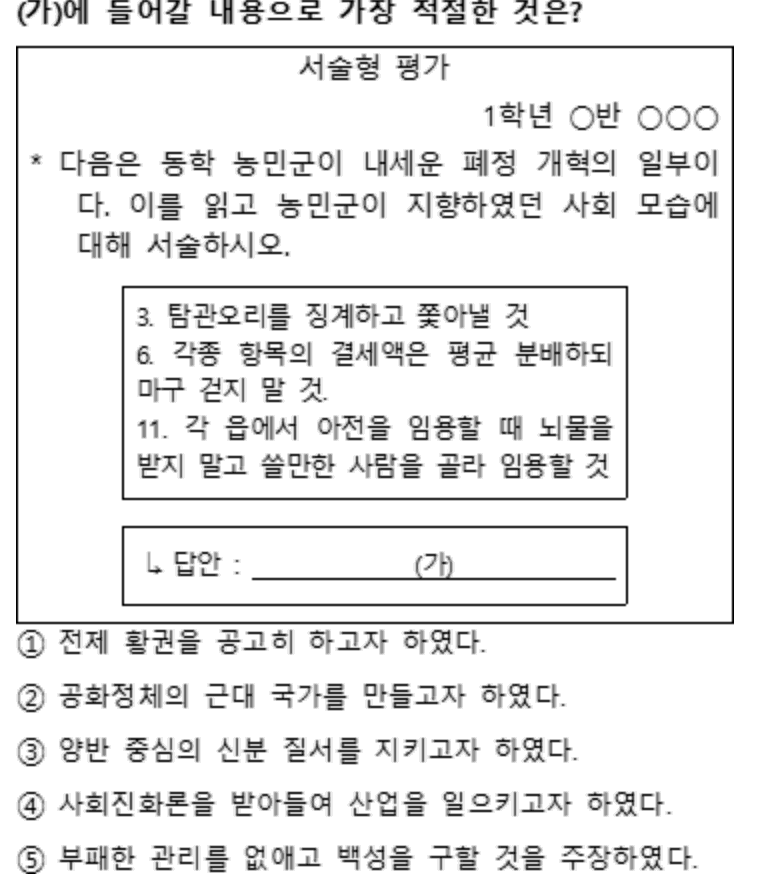 (가)에 들어갈 내용으로 가장 적절한 것은?
서술형 평가
1학년 ○반 ○○○
* 다음은 동학 농민군이 내세운 폐정 개혁의 일부이
다. 이를 읽고 농민군이 지향하였던 사회 모습에
대해 서술하시오.
3. 탐관오리를 징계하고 쫓아낼 것
6. 각종 항목의 결세액은 평균 분배하되
마구 걷지 말 것.
11. 각 읍에서 아전을 임용할 때 뇌물을
받지 말고 쓸만한 사람을 골라 임용할 것
↳ 답안 : (가)
① 전제 황권을 공고히 하고자 하였다.
② 공화정체의 근대 국가를 만들고자 하였다.
③ 양반 중심의 신분 질서를 지키고자 하였다.
④ 사회진화론을 받아들여 산업을 일으키고자 하였다.
⑤ 부패한 관리를 없애고 백성을 구할 것을 주장하였다.